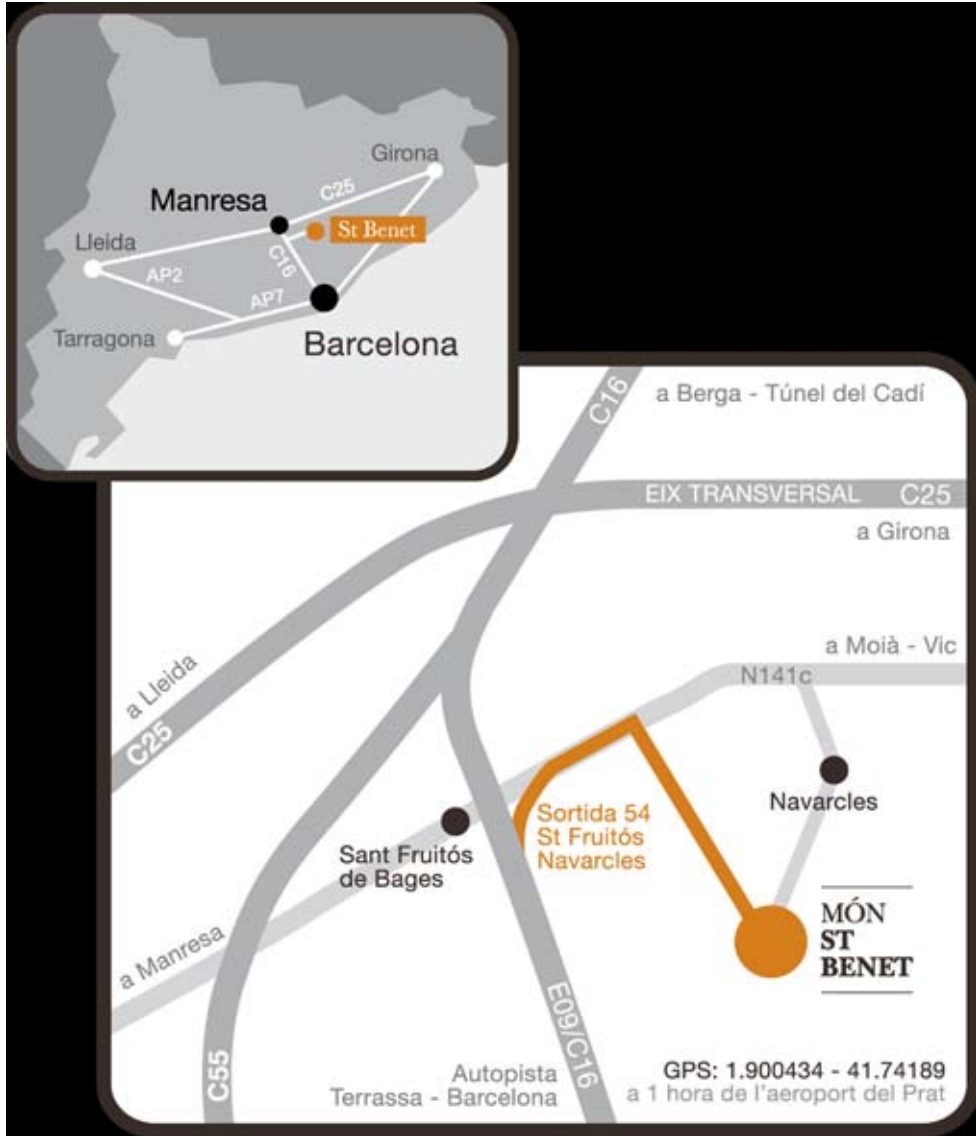 Girona
C25
Manresa
St Benet
Lleida
C16
AP2
AP7
Tarragona
Barcelona
C16
a Berga - Túnel del Cadí
EIX TRANSVERSAL C25
a Girona
a Moià - Vic
N141c
a Lleida
C25
Navarcles
Sortida 54
St Fruitós
Navarcles
Sant Fruitós
de Bages
MÓN
ST
BENET
a Manresa
E09/C16
C55
Autopista
Terrassa - Barcelona
GPS: 1.900434 - 41.74189
a 1 hora de l'aeroport del Prat